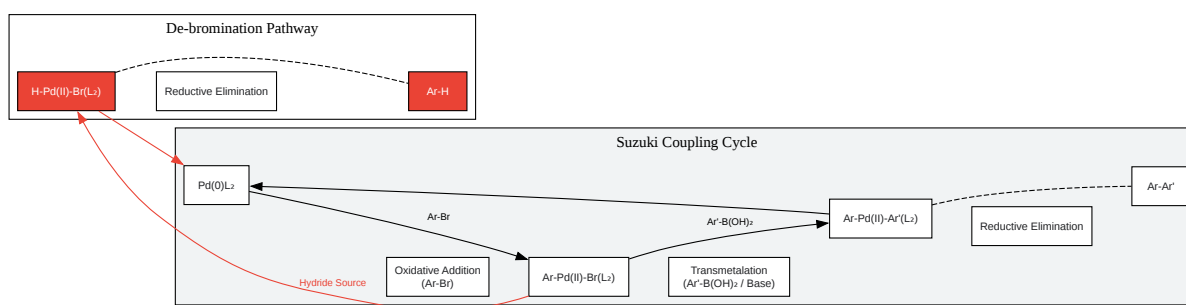 De-bromination Pathway
H-Pd(II)-Br(L₂)
Reductive Elimination
Ar-H
Suzuki Coupling Cycle
Pd(0)L₂
Ar-Ar'
Ar-Pd(II)-Ar'(L₂)
Ar-Br
Ar'-B(OH)₂
Reductive Elimination
Hydride Source
Oxidative Addition
(Ar-Br)
Ar-Pd(II)-Br(L₂)
Transmetalation
(Ar'-B(OH)₂ / Base)